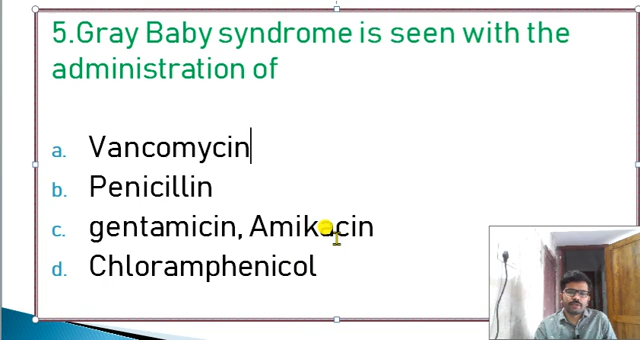 5.Gray Baby syndrome is seen with the
administration of
a. Vancomycin
b. Penicillin
c. gentamicin, Amikacin
d. Chloramphenicol